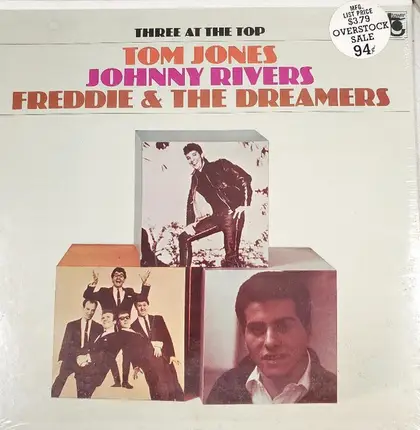 THREE AT THE TOP
TOM JONES
JOHNNY RIVERS
FREDDIE & THE DREAMERS
MFG.
LIST PRICE
$3.79
OVERSTOCK
SALE
94¢